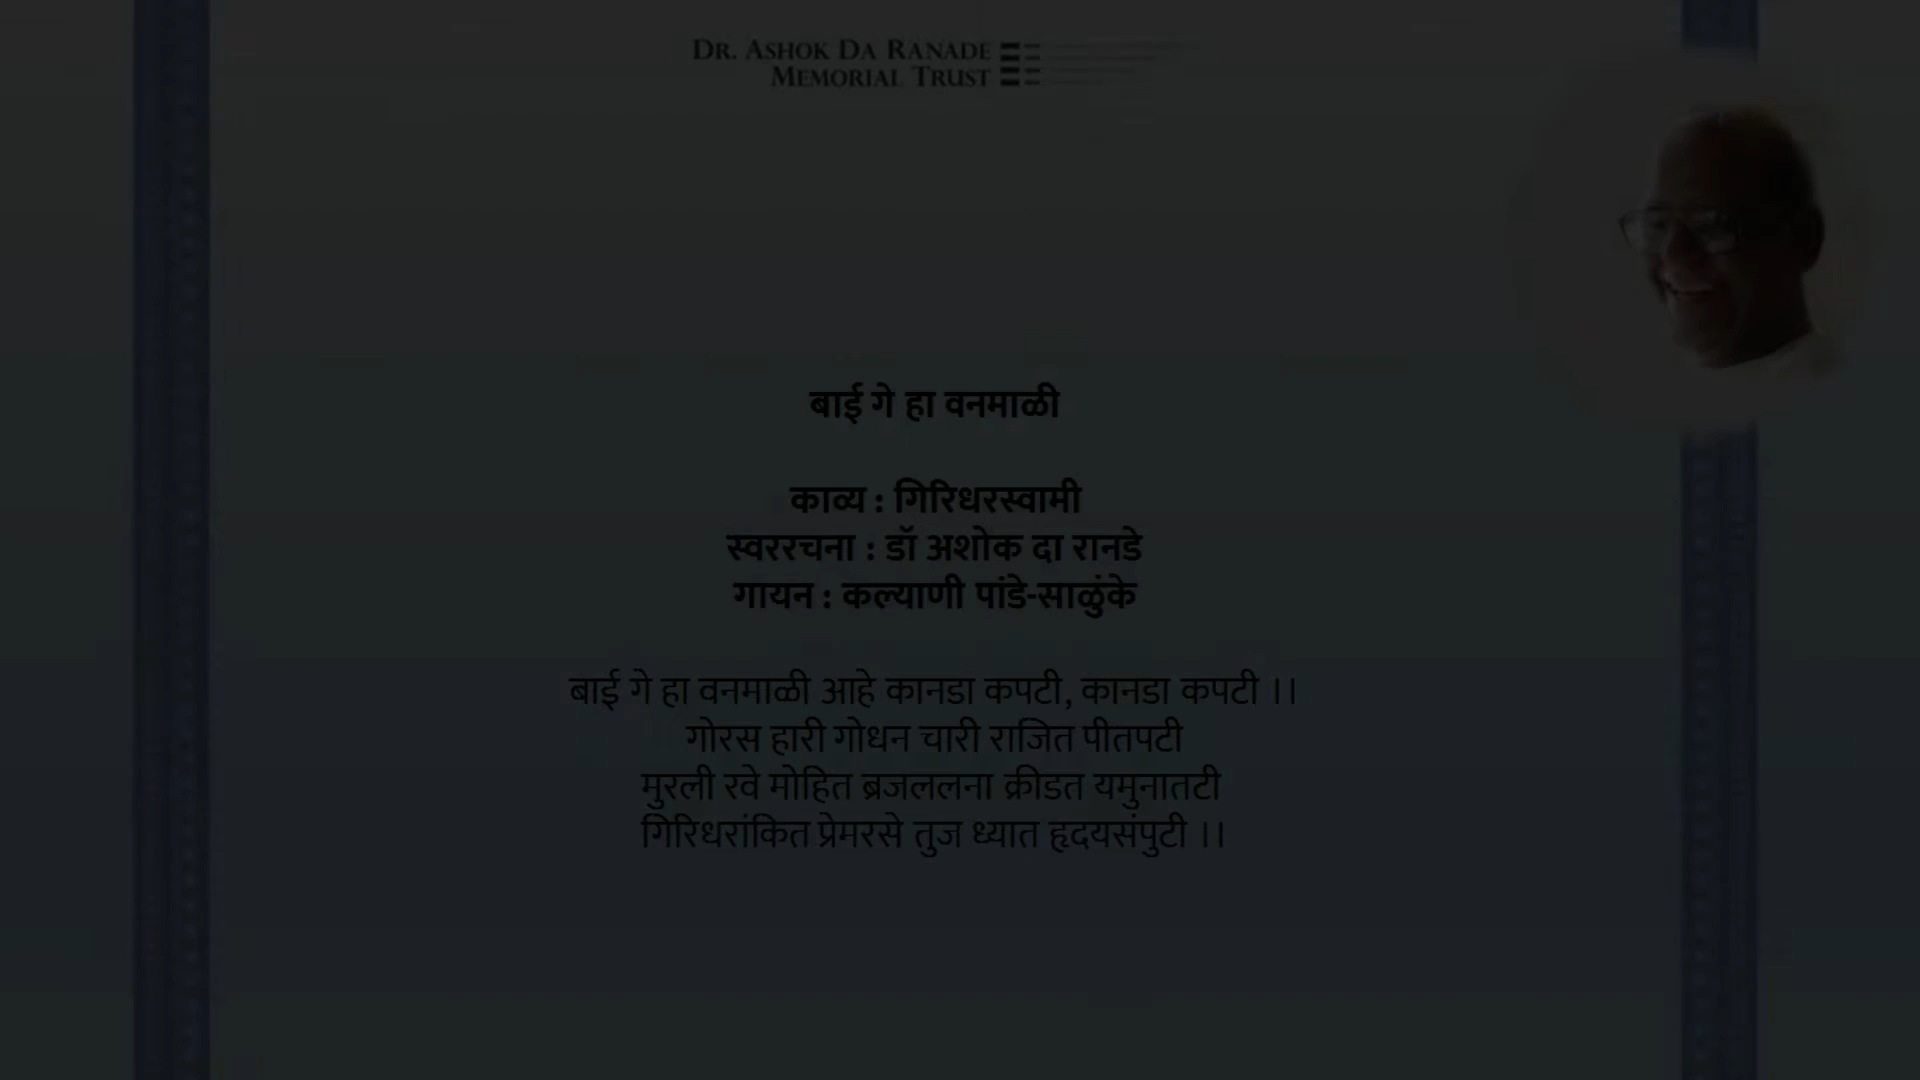 DR. ASHOK DA RANADE
MEMORIAL TRUST
बाई गे हा वनमाळी
काव्य : गिरिधरस्वामी
स्वररचना : डॉ अशोक दा रानडे
गायन : कल्याणी पांडे-साळुंके
बाई गे हा वनमाळी आहे कानडा कपटी, कानडा कपटी ।।
गोरस हारी गोधन चारी राजित पीतपटी
मुरली रवे मोहित ब्रजललना क्रीडत यमुनातटी
गिरिधरांकित प्रेमरसे तुज ध्यात हृदयसंपुटी ।।